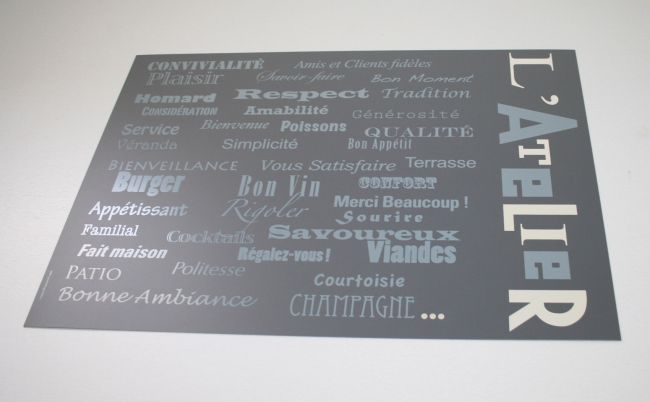 CONVIVIALITÉ Amis et Clients fidèles
Plaisir Savoir-faire Bon Moment
Homard Respect Tradition
CONSIDÉRATION Amabilité Générosité
Service Bienvenue Poissons QUALITÉ
Véranda Simplicité Bon Appétit
BIENVEILLANCE Vous Satisfaire Terrasse
Burger Bon Vin CONFORT
Appétissant Rigoler Merci Beaucoup !
Sourire
Familial Cocktails Savoureux
Fait maison Régalez-vous ! Viandes
PATIO Politesse Courtoisie
Bonne Ambiance CHAMPAGNE ...
L'AtELIER